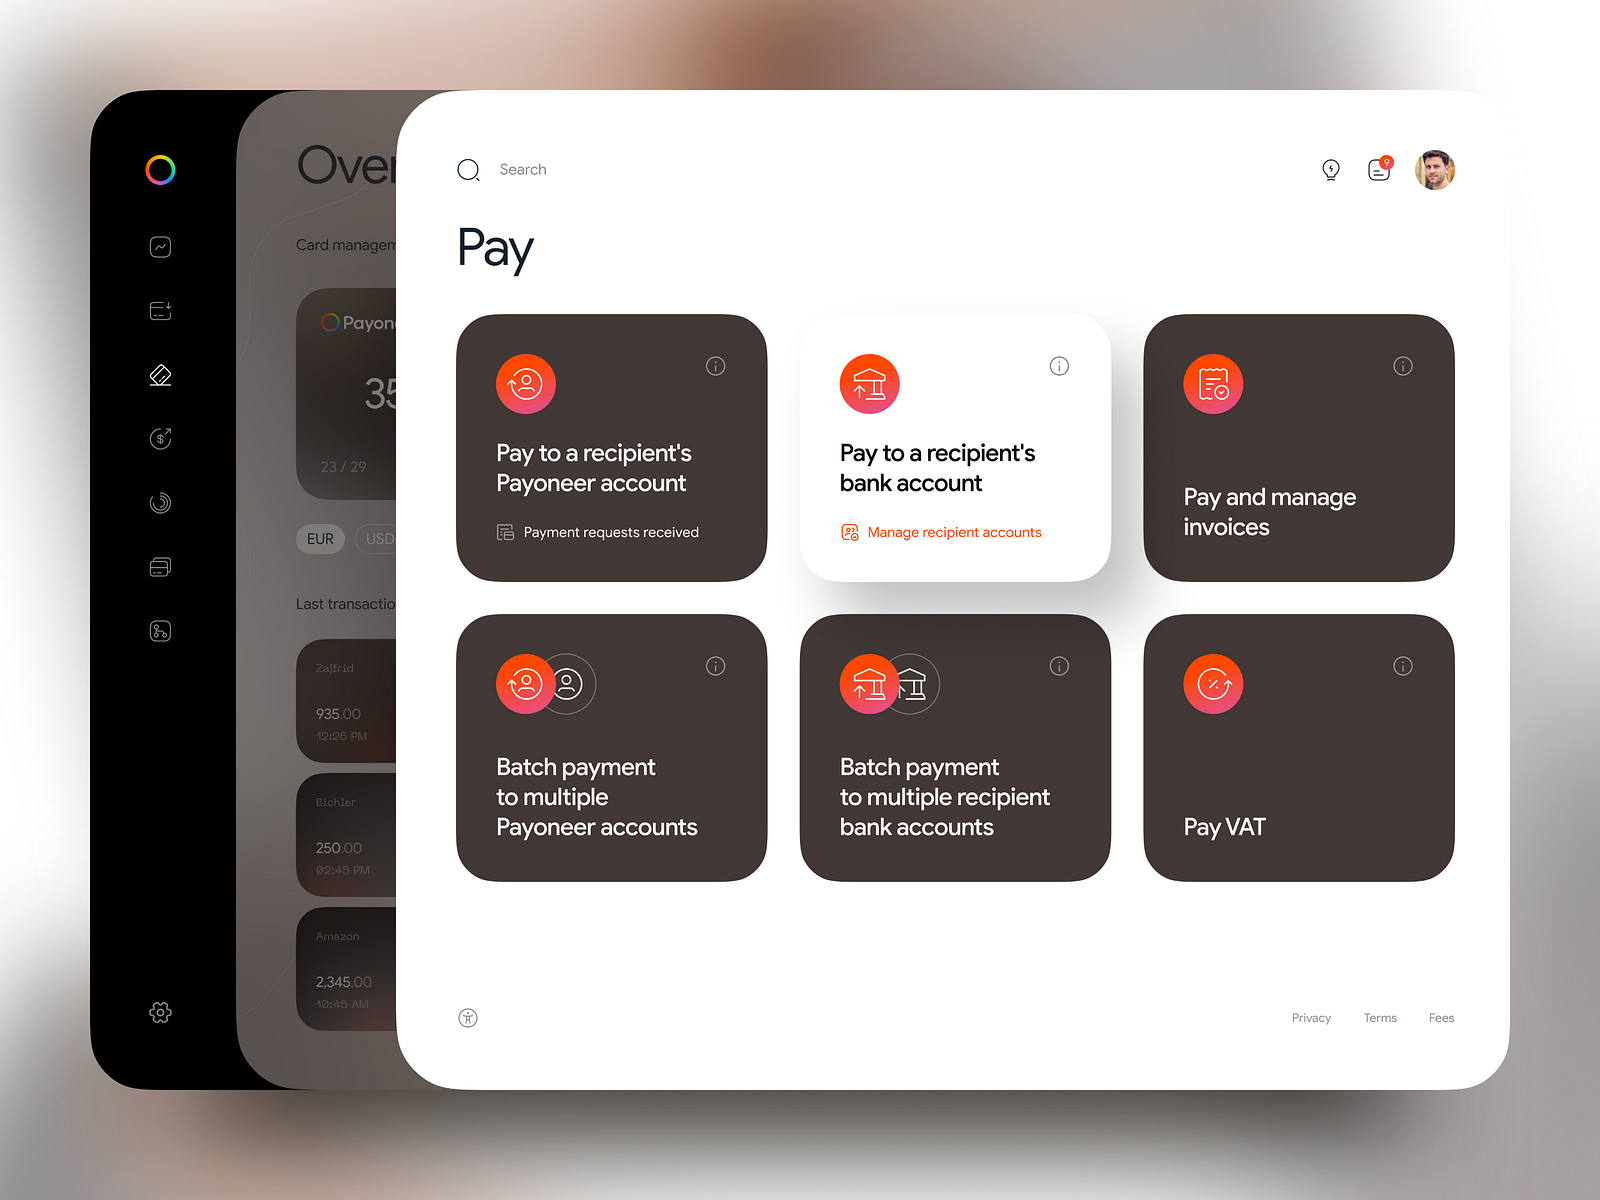 Over
Card managem
Payon
35
23 / 29
EUR
USD
Last transactio
Zajfrid
935.00
12:26 PM
Bichler
250.00
02:45 PM
Amazon
2,345.00
10:45 AM
Search
9
Pay
Pay to a recipient's
Payoneer account
Payment requests received
Pay to a recipient's
bank account
Manage recipient accounts
Pay and manage
invoices
Batch payment
to multiple
Payoneer accounts
Batch payment
to multiple recipient
bank accounts
Pay VAT
Privacy
Terms
Fees